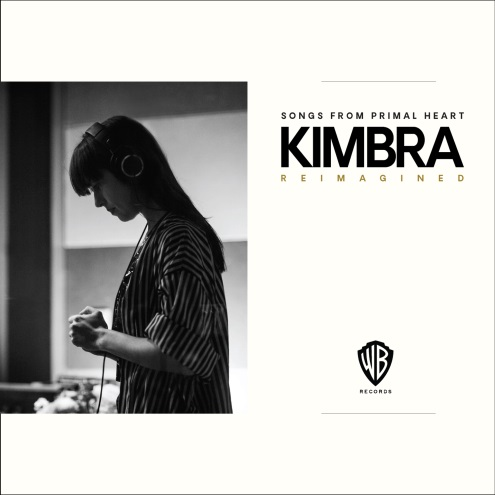 SONGS FROM PRIMAL HEART
KIMBRA
REIMAGINED
WB
RECORDS